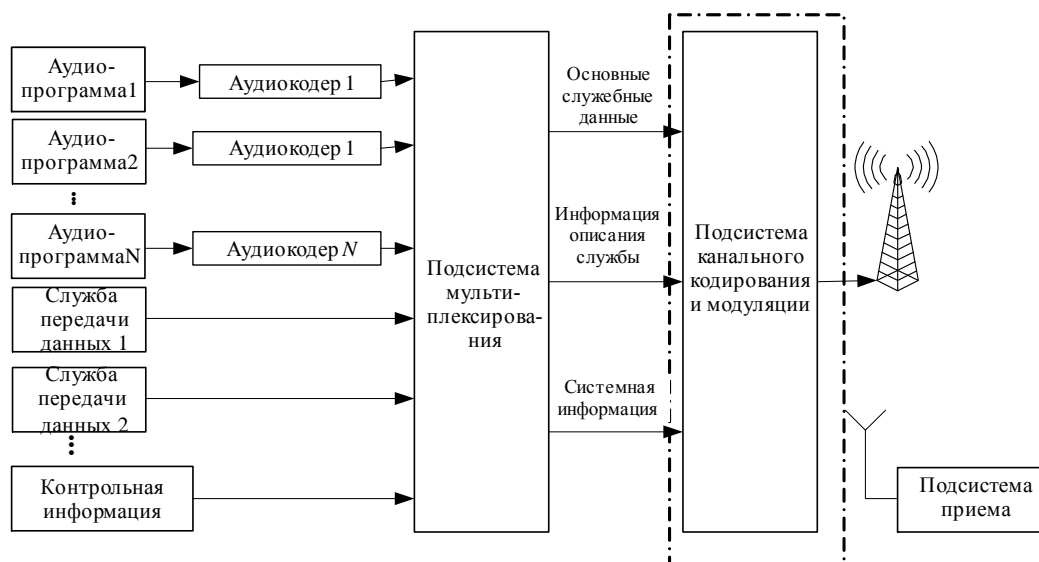 Аудио-
программа1
Аудиокодер 1
Аудио-
программа2
Аудиокодер 1
Аудио-
программаN
Аудиокодер N
Служба
передачи
данных 1
Служба
передачи
данных 2
Контрольная
информация
Подсистема
мульти-
плексирова-
ния
Основные
служебные
данные
Информация
описания
службы
Системная
информация
Подсистема
канального
кодирования
и модуляции
Подсистема
приема